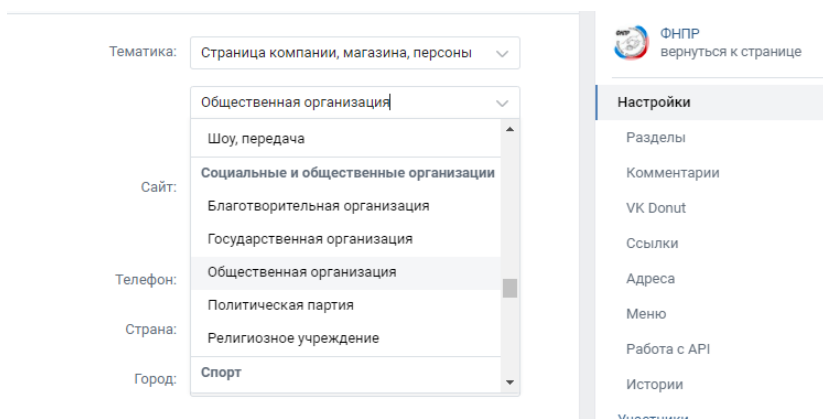 Тематика:
Страница компании, магазина, персоны
Общественная организация
Шоу, передача
Социальные и общественные организации
Сайт:
Благотворительная организация
Государственная организация
Телефон:
Общественная организация
Политическая партия
Страна:
Религиозное учреждение
Город:
Спорт
ФНПР
вернуться к странице
Настройки
Разделы
Комментарии
VK Donut
Ссылки
Адреса
Меню
Работа с API
Истории
Участники